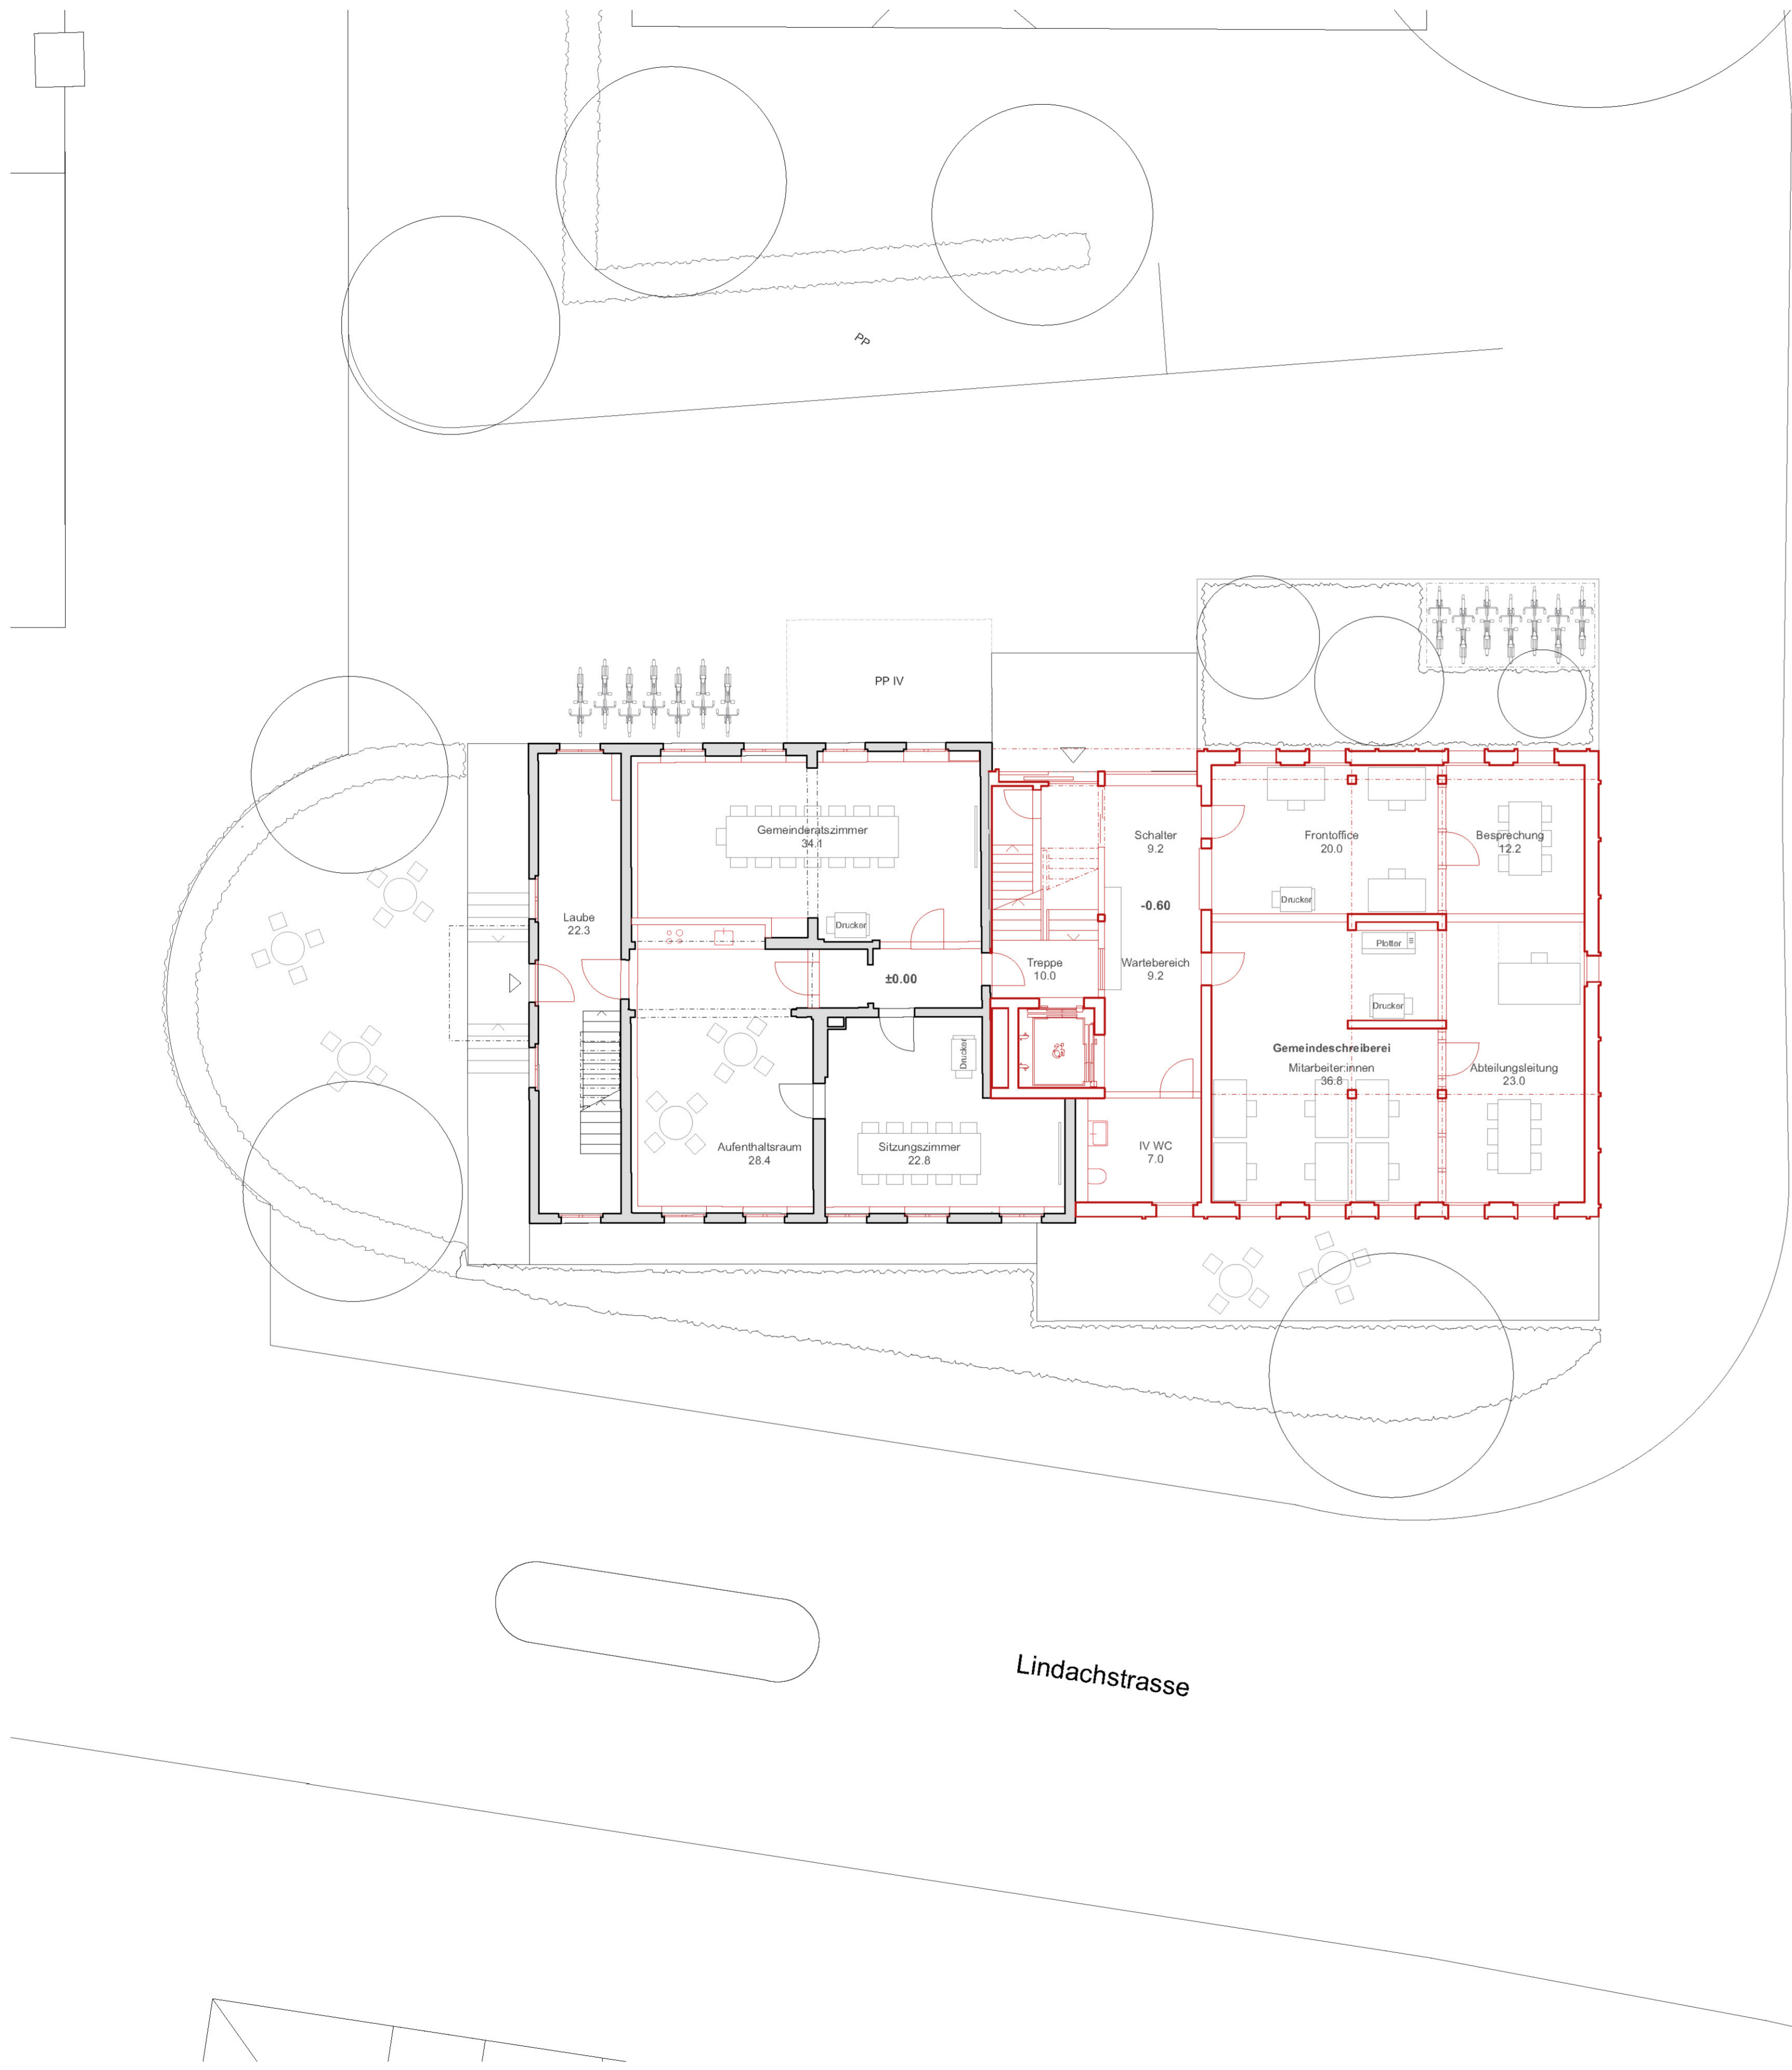 PP
PP IV
Gemeinderatszimmer
34.1
Schalter
9.2
Frontoffice
20.0
Besprechung
12.2
Drucker
-0.60
Laube
22.3
Drucker
Plotter
Treppe
10.0
Wartebereich
9.2
±0.00
Drucker
Drucker
Gemeindeschreiberei
Mitarbeiter:innen
36.8
Abteilungsleitung
23.0
Aufenthaltsraum
28.4
Sitzungszimmer
22.8
IV WC
7.0
Lindachstrasse